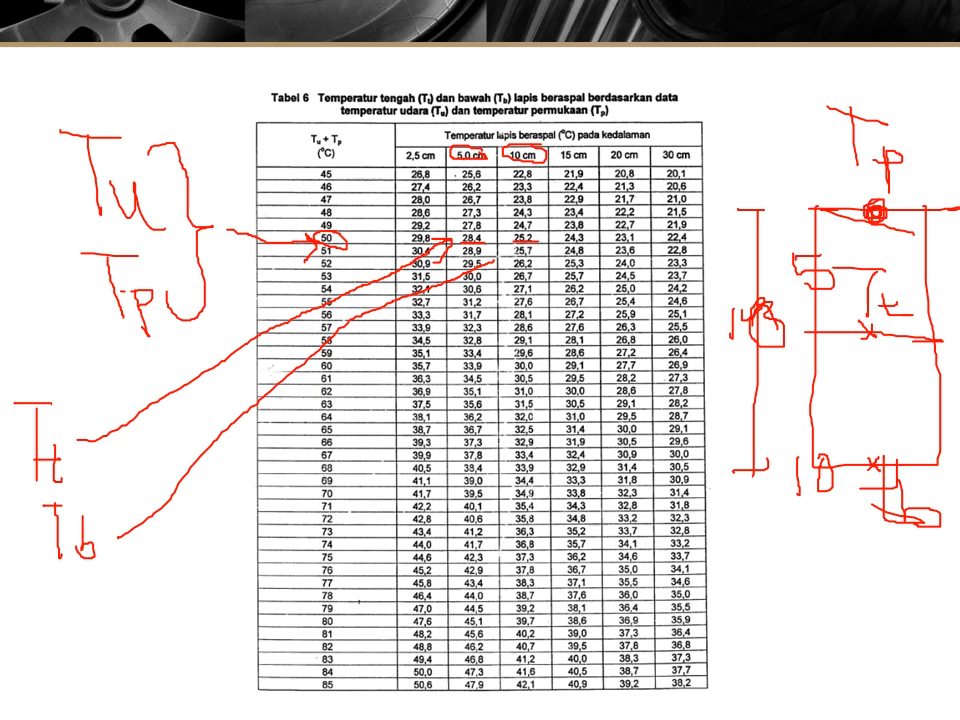 Tabel 6 Temperatur tengah (Tt) dan bawah (Tb) lapis beraspal berdasarkan data
temperatur udara (Tu) dan temperatur permukaan (Tp)
Tu + Tp (°C) Temperatur lapis beraspal (°C) pada kedalaman
2,5 cm 5,0 cm 10 cm 15 cm 20 cm 30 cm
45 26,8 25,6 22,8 21,9 20,8 20,1
46 27,4 26,2 23,3 22,4 21,3 20,6
47 28,0 26,7 23,8 22,9 21,7 21,0
48 28,6 27,3 24,3 23,4 22,2 21,5
49 29,2 27,8 24,7 23,8 22,7 21,9
50 29,8 28,4 25,2 24,3 23,1 22,4
51 30,4 28,9 25,7 24,8 23,6 22,8
52 30,9 29,5 26,2 25,3 24,0 23,3
53 31,5 30,0 26,7 25,7 24,5 23,7
54 32,1 30,6 27,1 26,2 25,0 24,2
55 32,7 31,2 27,6 26,7 25,4 24,6
56 33,3 31,7 28,1 27,2 25,9 25,1
57 33,9 32,3 28,6 27,6 26,3 25,5
58 34,5 32,8 29,1 28,1 26,8 26,0
59 35,1 33,4 29,6 28,6 27,2 26,4
60 35,7 33,9 30,0 29,1 27,7 26,9
61 36,3 34,5 30,5 29,5 28,2 27,3
62 36,9 35,1 31,0 30,0 28,6 27,8
63 37,5 35,6 31,5 30,5 29,1 28,2
64 38,1 36,2 32,0 31,0 29,5 28,7
65 38,7 36,7 32,5 31,4 30,0 29,1
66 39,3 37,3 32,9 31,9 30,5 29,6
67 39,9 37,8 33,4 32,4 30,9 30,0
68 40,5 38,4 33,9 32,9 31,4 30,5
69 41,1 39,0 34,4 33,3 31,8 30,9
70 41,7 39,5 34,9 33,8 32,3 31,4
71 42,2 40,1 35,4 34,3 32,8 31,8
72 42,8 40,6 35,8 34,8 33,2 32,3
73 43,4 41,2 36,3 35,2 33,7 32,8
74 44,0 41,7 36,8 35,7 34,1 33,2
75 44,6 42,3 37,3 36,2 34,6 33,7
76 45,2 42,9 37,8 36,7 35,0 34,1
77 45,8 43,4 38,3 37,1 35,5 34,6
78 46,4 44,0 38,7 37,6 36,0 35,0
79 47,0 44,5 39,2 38,1 36,4 35,5
80 47,6 45,1 39,7 38,6 36,9 35,9
81 48,2 45,6 40,2 39,0 37,3 36,4
82 48,8 46,2 40,7 39,5 37,8 36,8
83 49,4 46,8 41,2 40,0 38,3 37,3
84 50,0 47,3 41,6 40,5 38,7 37,7
85 50,6 47,9 42,1 40,9 39,2 38,2
Tu
Tp
Tt
Tb
Tp
5
Tt
10